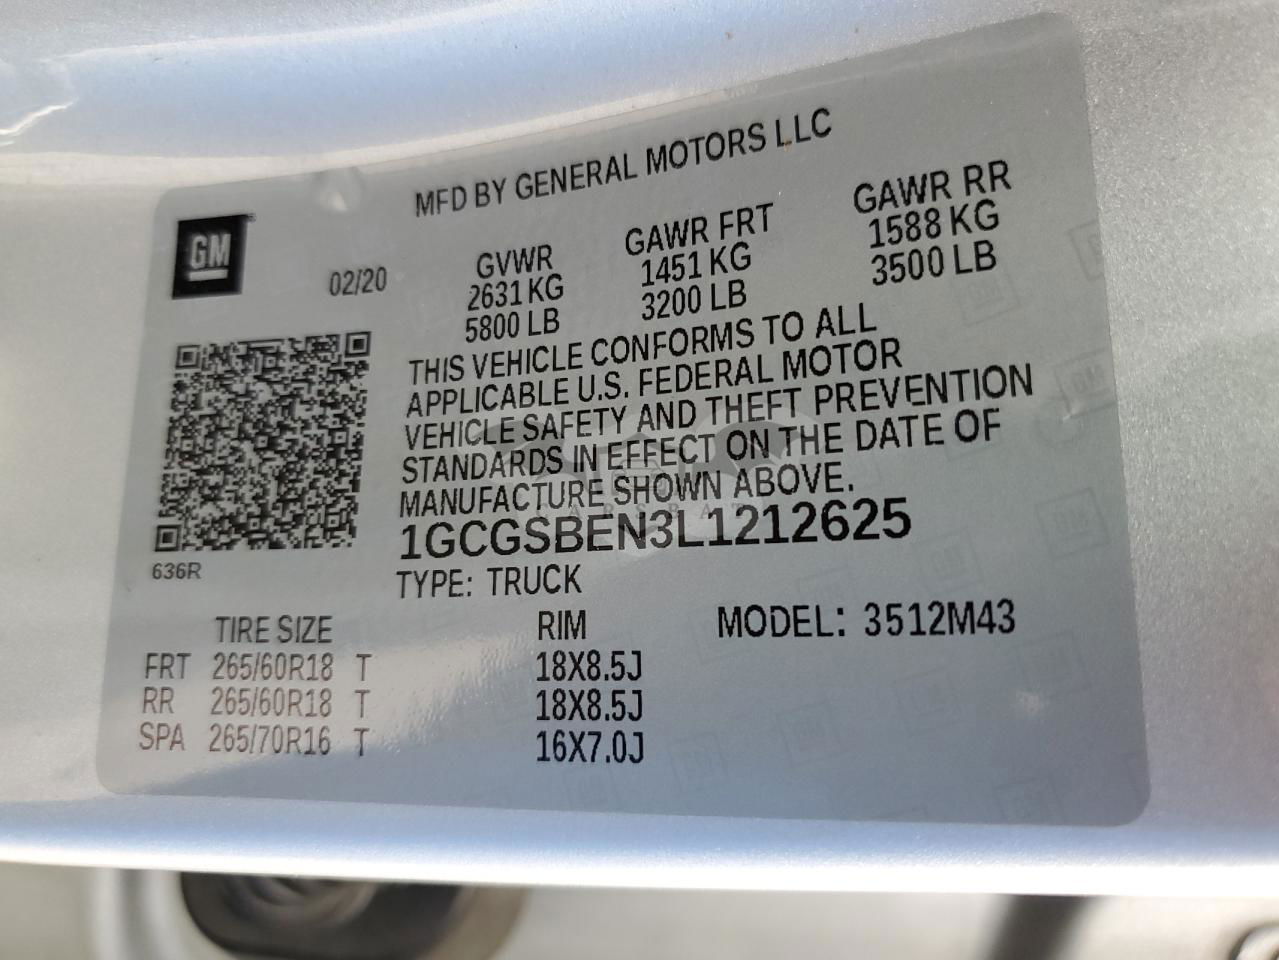 MFD BY GENERAL MOTORS LLC
GM
02/20
GVWR GAWR FRT GAWR RR
2631 KG 1451 KG 1588 KG
5800 LB 3200 LB 3500 LB
THIS VEHICLE CONFORMS TO ALL
APPLICABLE U.S. FEDERAL MOTOR
VEHICLE SAFETY AND THEFT PREVENTION
STANDARDS IN EFFECT ON THE DATE OF
MANUFACTURE SHOWN ABOVE.
CARSBAT
1GCGSBEN3L1212625
636R
TYPE: TRUCK
TIRE SIZE RIM MODEL: 3512M43
FRT 265/60R18 T 18X8.5J
RR 265/60R18 T 18X8.5J
SPA 265/70R16 T 16X7.0J